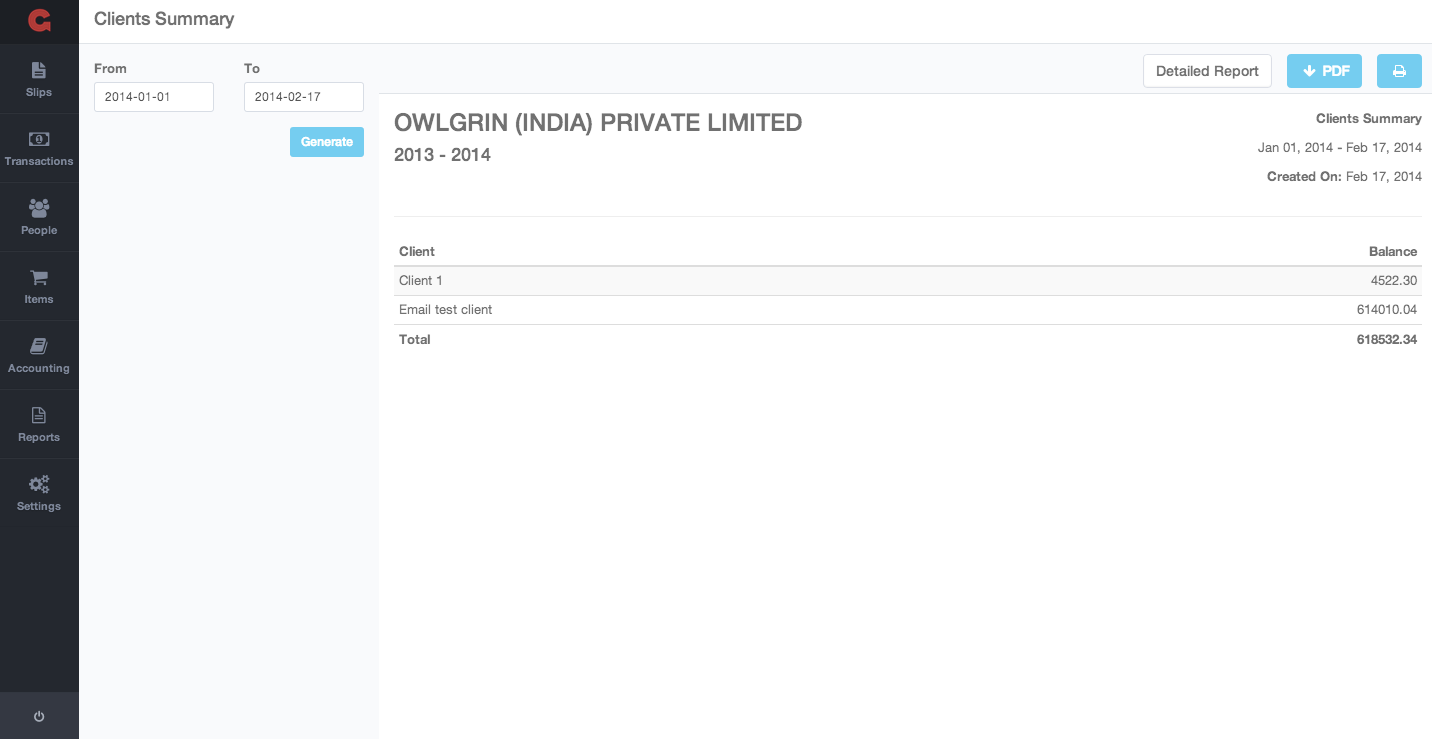 Clients Summary
Slips
Transactions
People
Items
Accounting
Reports
Settings
From To
2014-01-01 2014-02-17
Generate
Detailed Report PDF
OWLGRIN (INDIA) PRIVATE LIMITED
2013 - 2014
Clients Summary
Jan 01, 2014 - Feb 17, 2014
Created On: Feb 17, 2014
Client Balance
Client 1 4522.30
Email test client 614010.04
Total 618532.34